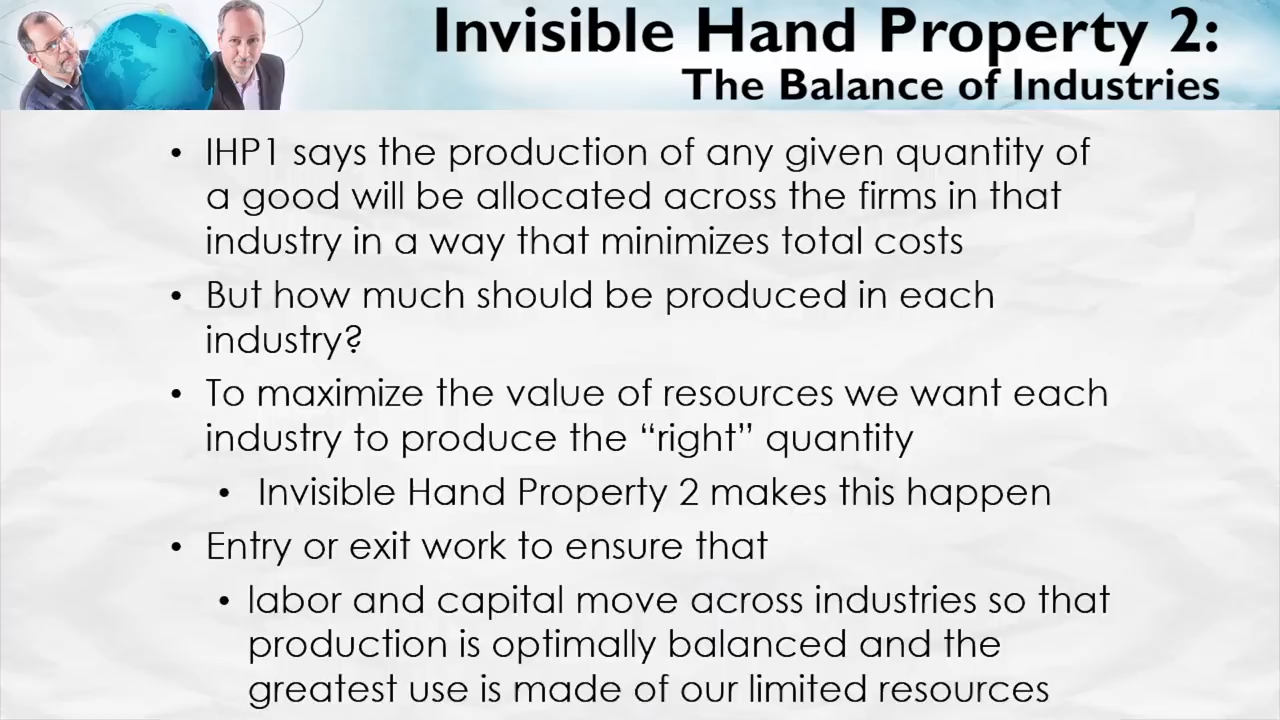 Invisible Hand Property 2:
The Balance of Industries
• IHP1 says the production of any given quantity of
a good will be allocated across the firms in that
industry in a way that minimizes total costs
• But how much should be produced in each
industry?
• To maximize the value of resources we want each
industry to produce the “right” quantity
• Invisible Hand Property 2 makes this happen
• Entry or exit work to ensure that
• labor and capital move across industries so that
production is optimally balanced and the
greatest use is made of our limited resources